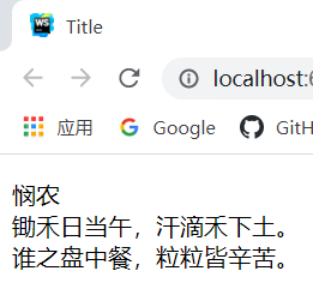 WS
Title
localhost:6
应用
Google
GitH
悯农
锄禾日当午，汗滴禾下土。
谁之盘中餐，粒粒皆辛苦。